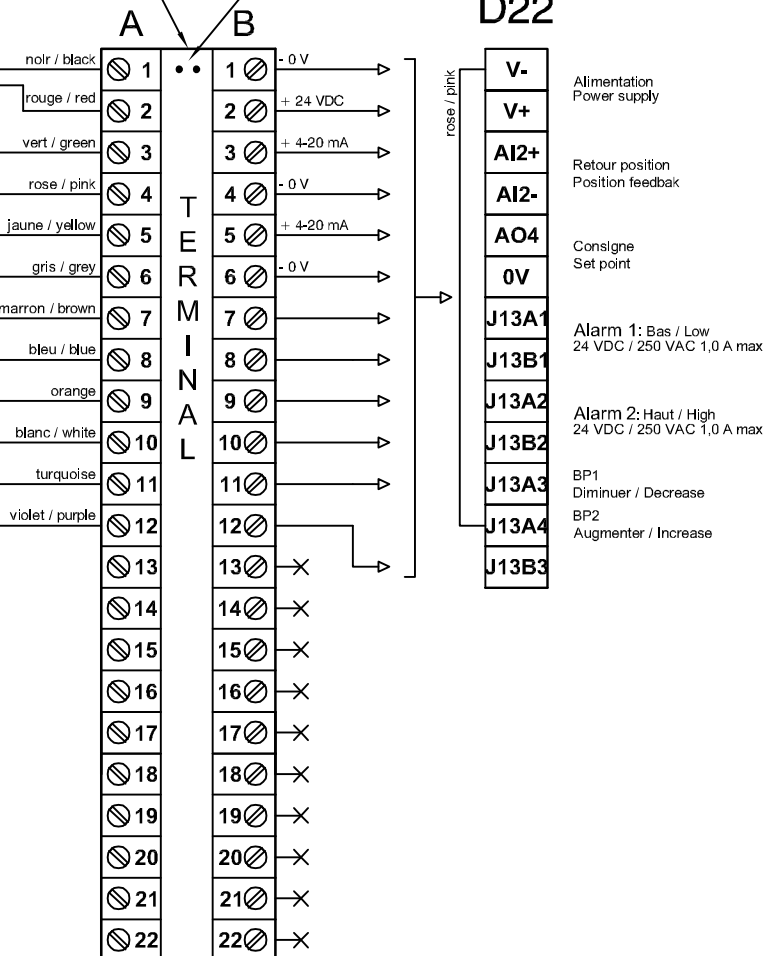 D22
A
B
noir / black
1
1
- 0 V
V-
Alimentation
Power supply
rouge / red
2
2
+ 24 VDC
V+
rose / pink
vert / green
3
3
+ 4-20 mA
AI2+
Retour position
Position feedbak
rose / pink
4
4
- 0 V
AI2-
jaune / yellow
5
5
+ 4-20 mA
AO4
Consigne
Set point
gris / grey
6
6
- 0 V
0V
TERMINAL
marron / brown
7
7
J13A1
Alarm 1: Bas / Low
24 VDC / 250 VAC 1,0 A max
bleu / blue
8
8
J13B1
orange
9
9
J13A2
Alarm 2: Haut / High
24 VDC / 250 VAC 1,0 A max
blanc / white
10
10
J13B2
turquoise
11
11
J13A3
BP1
Diminuer / Decrease
violet / purple
12
12
J13A4
BP2
Augmenter / Increase
13
13
J13B3
14
14
15
15
16
16
17
17
18
18
19
19
20
20
21
21
22
22